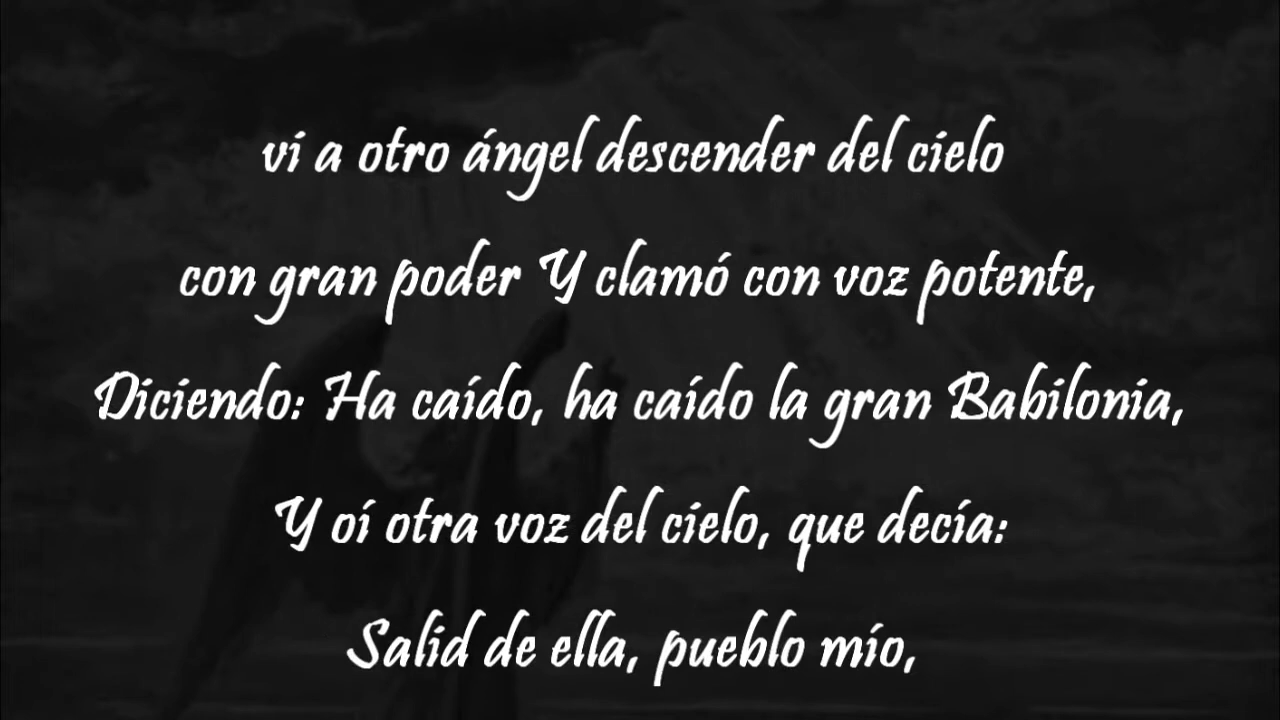 vi a otro ángel descender del cielo
con gran poder Y clamó con voz potente,
Diciendo: Ha caído, ha caído la gran Babilonia,
Y oí otra voz del cielo, que decía:
Salid de ella, pueblo mío,